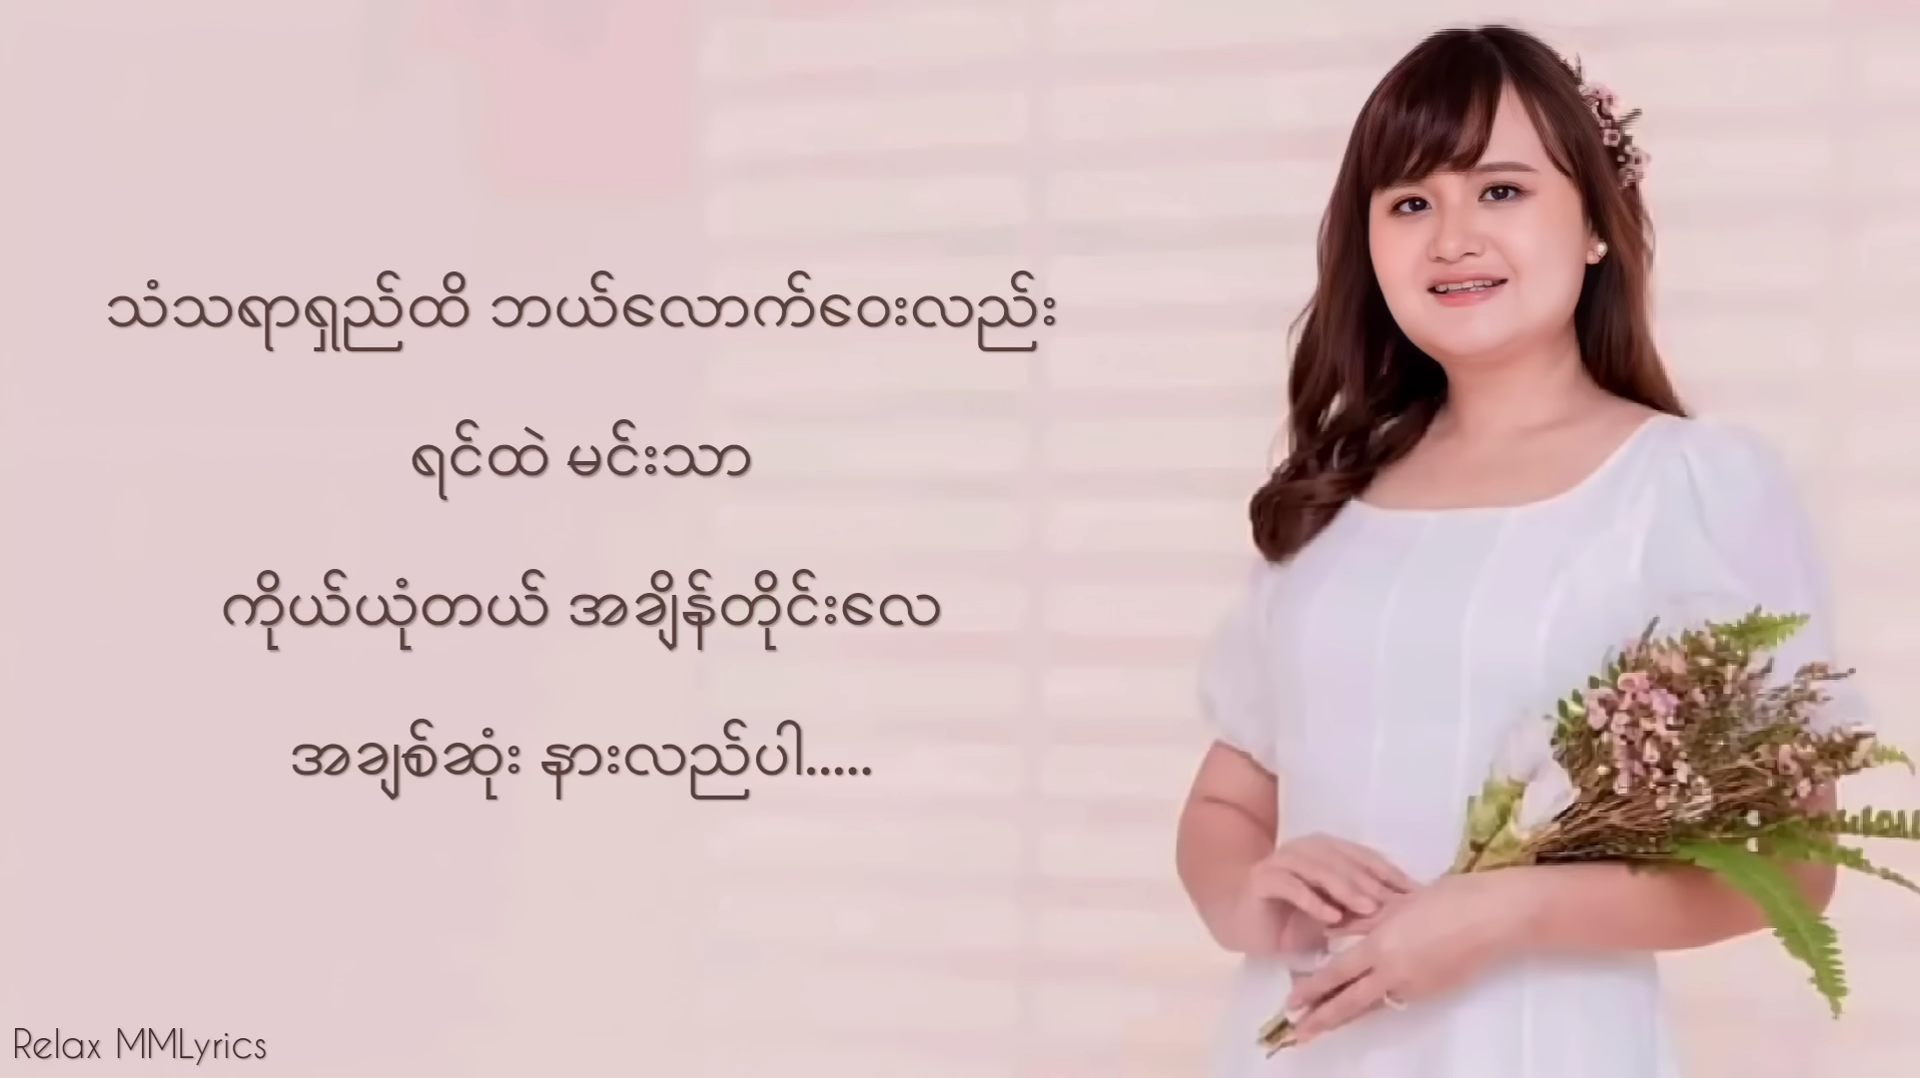 သံသရာရှည်ထိ ဘယ်လောက်ဝေးလည်း
ရင်ထဲ မင်းသာ
ကိုယ်ယုံတယ် အချိန်တိုင်းလေ
အချစ်ဆုံး နားလည်ပါ.....
Relax MMLyrics